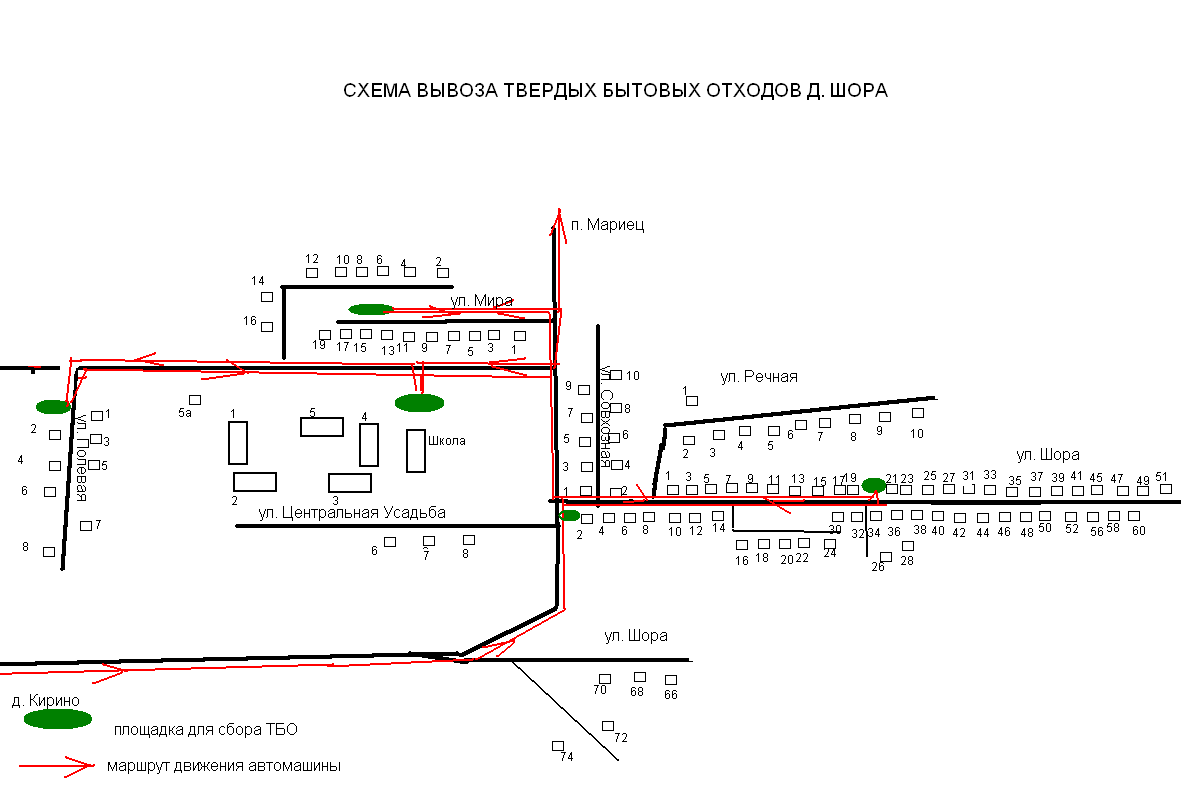 СХЕМА ВЫВОЗА ТВЕРДЫХ БЫТОВЫХ ОТХОДОВ Д. ШОРА
п. Мариец
12 10 8 6 4 2
14
ул. Мира
16
19 17 15 13 11 9 7 5 3 1
ул. Совхозная
9 10
7 8
5 6
3 4
1 2
ул. Речная
1
2 3 4 5 6 7 8 9 10
ул. Полевая
2 1
4 3
6 5
8 7
5а
1 5 4
Школа
2 3
ул. Центральная Усадьба
6 7 8
ул. Шора
1 3 5 7 9 11 13 15 17 19 21 23 25 27 31 33 35 37 39 41 45 47 49 51
2 4 6 8 10 12 14 30 32 34 36 38 40 42 44 46 48 50 52 56 58 60
16 18 20 22 24 26 28
ул. Шора
70 68 66
72
74
д. Кирино
площадка для сбора ТБО
маршрут движения автомашины